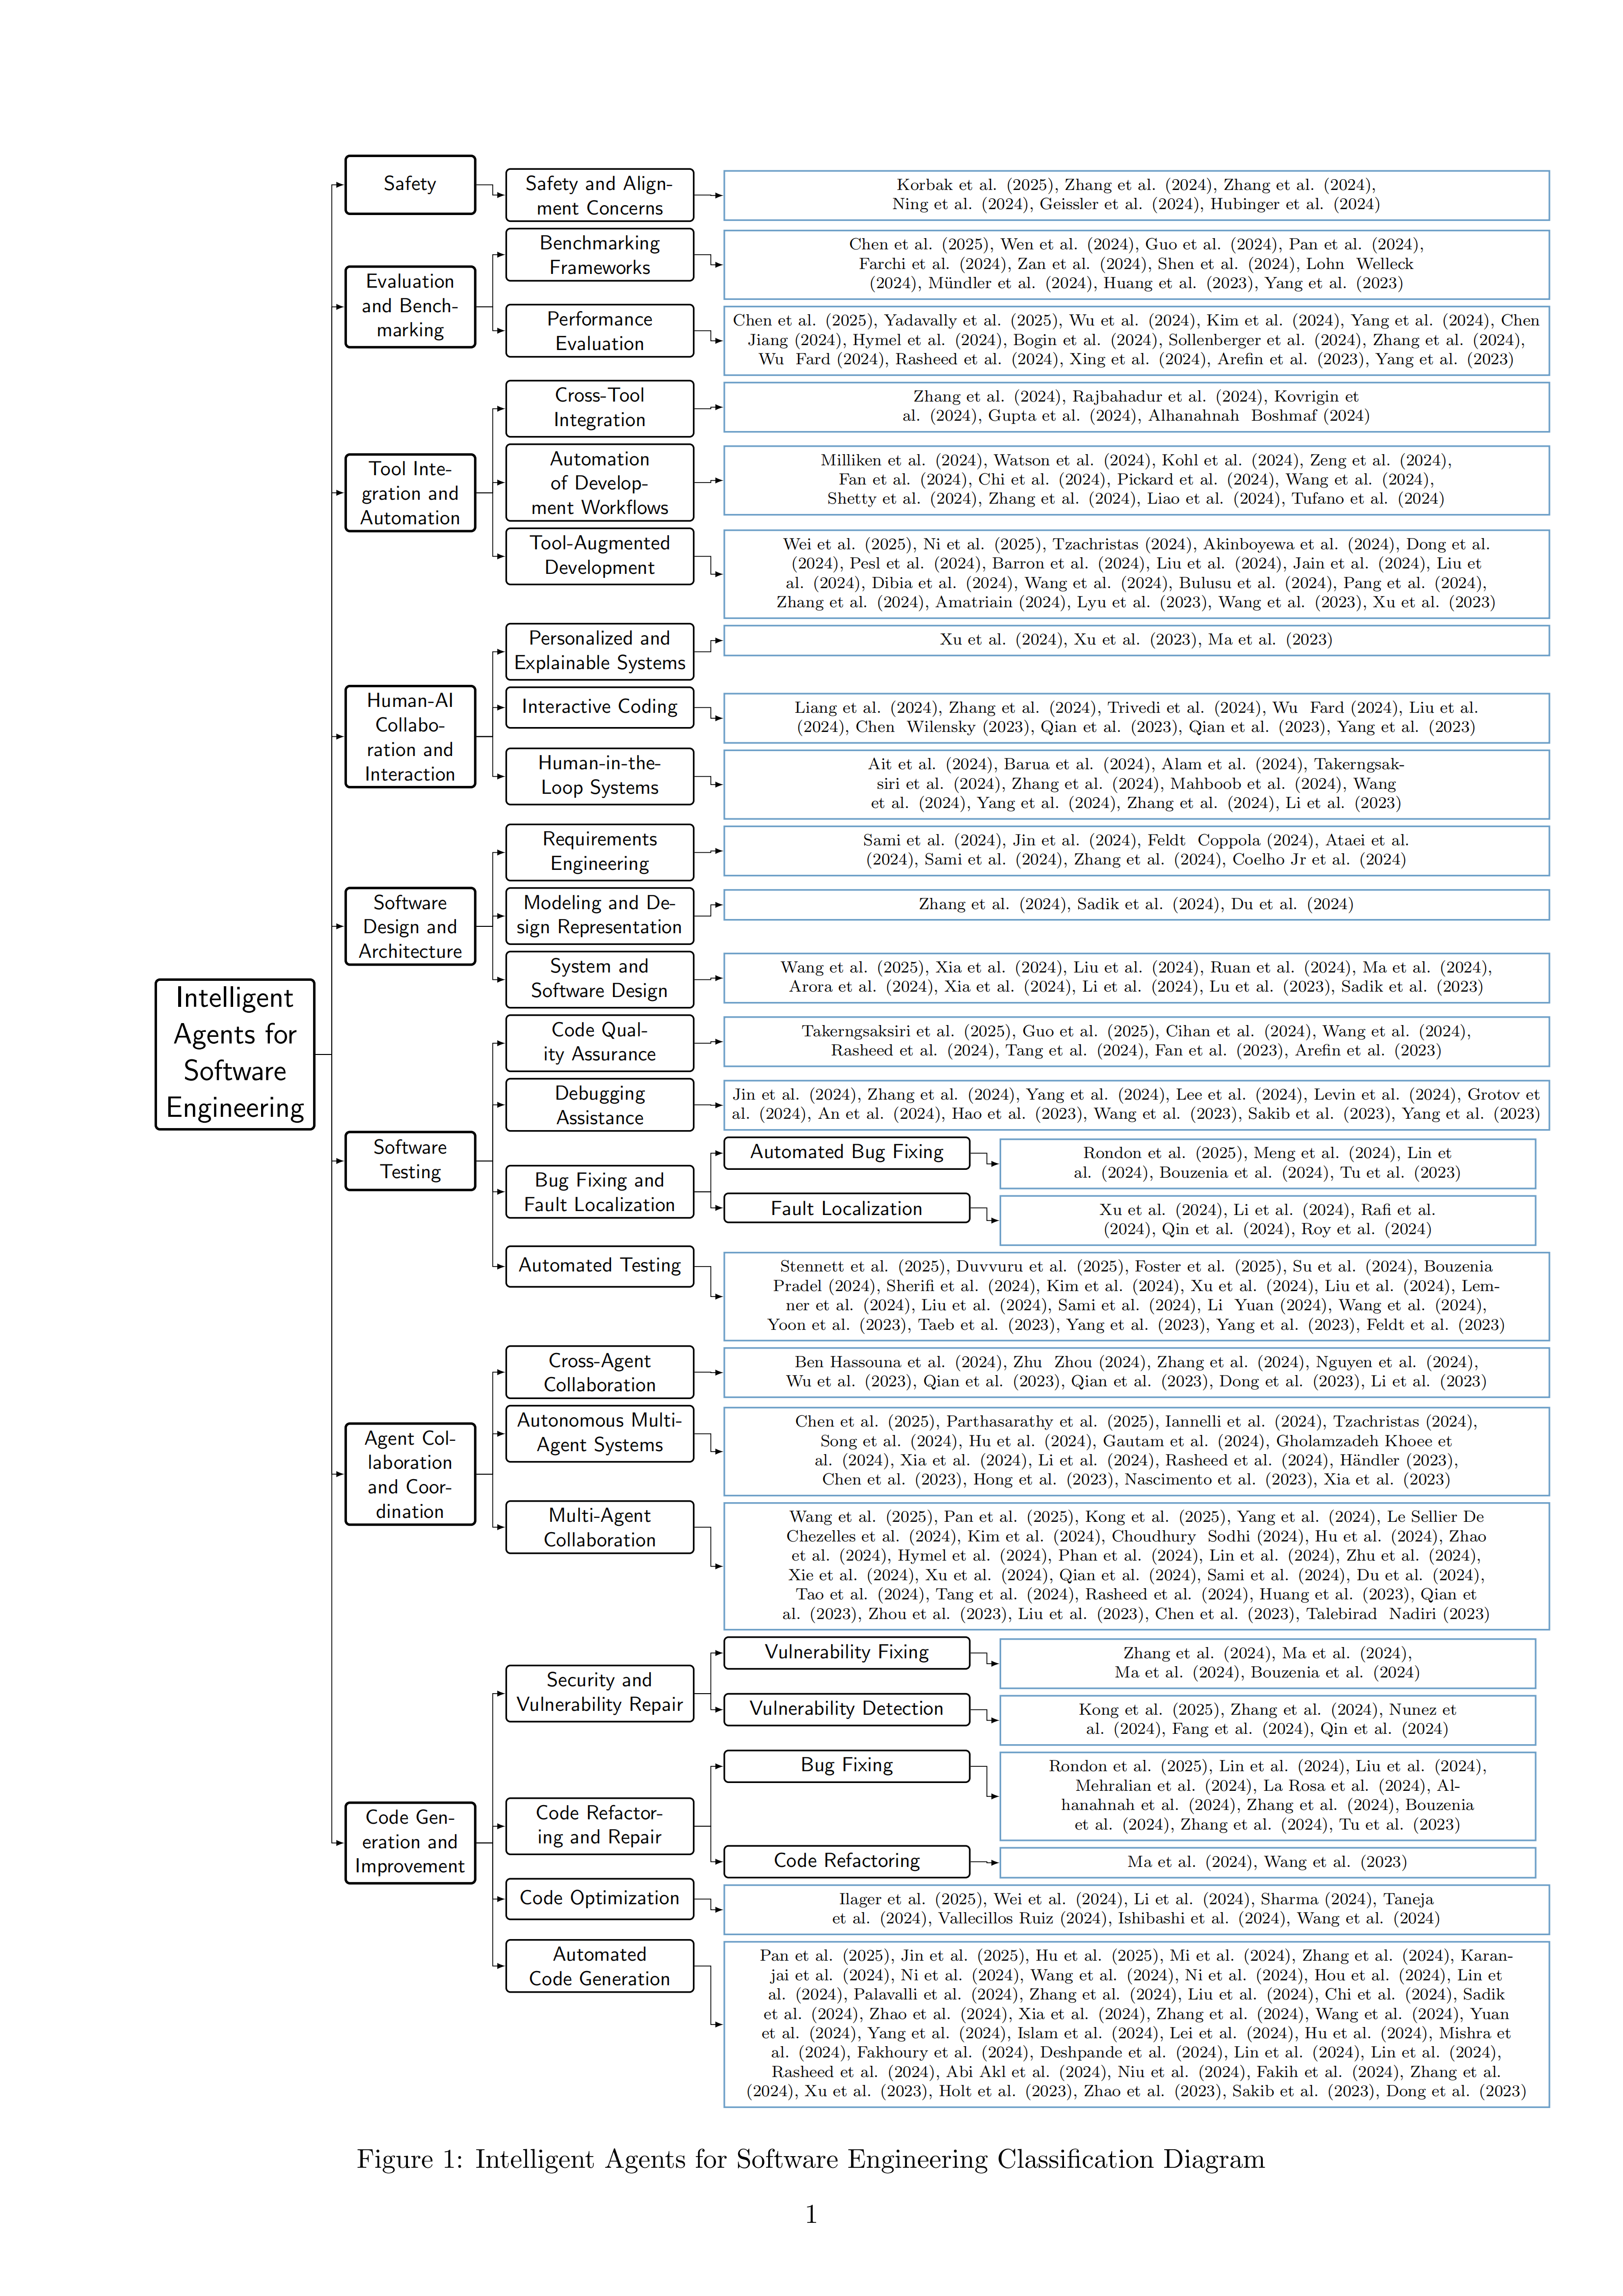 Safety
Safety and Align-
ment Concerns
Korbak et al. (2025), Zhang et al. (2024), Zhang et al. (2024),
Ning et al. (2024), Geissler et al. (2024), Hubinger et al. (2024)
Evaluation
and Bench-
marking
Benchmarking
Frameworks
Chen et al. (2025), Wen et al. (2024), Guo et al. (2024), Pan et al. (2024),
Farchi et al. (2024), Zan et al. (2024), Shen et al. (2024), Lohn Welleck
(2024), Mündler et al. (2024), Huang et al. (2023), Yang et al. (2023)
Performance
Evaluation
Chen et al. (2025), Yadavally et al. (2025), Wu et al. (2024), Kim et al. (2024), Yang et al. (2024), Chen
Jiang (2024), Hymel et al. (2024), Bogin et al. (2024), Sollenberger et al. (2024), Zhang et al. (2024),
Wu Fard (2024), Rasheed et al. (2024), Xing et al. (2024), Arefin et al. (2023), Yang et al. (2023)
Tool Inte-
gration and
Automation
Cross-Tool
Integration
Zhang et al. (2024), Rajbahadur et al. (2024), Kovrigin et
al. (2024), Gupta et al. (2024), Alhanahnah Boshmaf (2024)
Automation
of Develop-
ment Workflows
Milliken et al. (2024), Watson et al. (2024), Kohl et al. (2024), Zeng et al. (2024),
Fan et al. (2024), Chi et al. (2024), Pickard et al. (2024), Wang et al. (2024),
Shetty et al. (2024), Zhang et al. (2024), Liao et al. (2024), Tufano et al. (2024)
Tool-Augmented
Development
Wei et al. (2025), Ni et al. (2025), Tzachristas (2024), Akinboyewa et al. (2024), Dong et al.
(2024), Pesl et al. (2024), Barron et al. (2024), Liu et al. (2024), Jain et al. (2024), Liu et
al. (2024), Dibia et al. (2024), Wang et al. (2024), Bulusu et al. (2024), Pang et al. (2024),
Zhang et al. (2024), Amatriain (2024), Lyu et al. (2023), Wang et al. (2023), Xu et al. (2023)
Human-AI
Collabo-
ration and
Interaction
Personalized and
Explainable Systems
Xu et al. (2024), Xu et al. (2023), Ma et al. (2023)
Interactive Coding
Liang et al. (2024), Zhang et al. (2024), Trivedi et al. (2024), Wu Fard (2024), Liu et al.
(2024), Chen Wilensky (2023), Qian et al. (2023), Qian et al. (2023), Yang et al. (2023)
Human-in-the-
Loop Systems
Ait et al. (2024), Barua et al. (2024), Alam et al. (2024), Takerngsak-
siri et al. (2024), Zhang et al. (2024), Mahboob et al. (2024), Wang
et al. (2024), Yang et al. (2024), Zhang et al. (2024), Li et al. (2023)
Software
Design and
Architecture
Requirements
Engineering
Sami et al. (2024), Jin et al. (2024), Feldt Coppola (2024), Ataei et al.
(2024), Sami et al. (2024), Zhang et al. (2024), Coelho Jr et al. (2024)
Modeling and De-
sign Representation
Zhang et al. (2024), Sadik et al. (2024), Du et al. (2024)
System and
Software Design
Wang et al. (2025), Xia et al. (2024), Liu et al. (2024), Ruan et al. (2024), Ma et al. (2024),
Arora et al. (2024), Xia et al. (2024), Li et al. (2024), Lu et al. (2023), Sadik et al. (2023)
Intelligent
Agents for
Software
Engineering
Software
Testing
Code Qual-
ity Assurance
Takerngsaksiri et al. (2025), Guo et al. (2025), Cihan et al. (2024), Wang et al. (2024),
Rasheed et al. (2024), Tang et al. (2024), Fan et al. (2023), Arefin et al. (2023)
Debugging
Assistance
Jin et al. (2024), Zhang et al. (2024), Yang et al. (2024), Lee et al. (2024), Levin et al. (2024), Grotov et
al. (2024), An et al. (2024), Hao et al. (2023), Wang et al. (2023), Sakib et al. (2023), Yang et al. (2023)
Bug Fixing and
Fault Localization
Automated Bug Fixing
Rondon et al. (2025), Meng et al. (2024), Lin et
al. (2024), Bouzenia et al. (2024), Tu et al. (2023)
Fault Localization
Xu et al. (2024), Li et al. (2024), Rafi et al.
(2024), Qin et al. (2024), Roy et al. (2024)
Automated Testing
Stennett et al. (2025), Duvvuru et al. (2025), Foster et al. (2025), Su et al. (2024), Bouzenia
Pradel (2024), Sherifi et al. (2024), Kim et al. (2024), Xu et al. (2024), Liu et al. (2024), Lem-
ner et al. (2024), Liu et al. (2024), Sami et al. (2024), Li Yuan (2024), Wang et al. (2024),
Yoon et al. (2023), Taeb et al. (2023), Yang et al. (2023), Yang et al. (2023), Feldt et al. (2023)
Agent Col-
laboration
and Coor-
dination
Cross-Agent
Collaboration
Ben Hassouna et al. (2024), Zhu Zhou (2024), Zhang et al. (2024), Nguyen et al. (2024),
Wu et al. (2023), Qian et al. (2023), Qian et al. (2023), Dong et al. (2023), Li et al. (2023)
Autonomous Multi-
Agent Systems
Chen et al. (2025), Parthasarathy et al. (2025), Iannelli et al. (2024), Tzachristas (2024),
Song et al. (2024), Hu et al. (2024), Gautam et al. (2024), Gholamzadeh Khoee et
al. (2024), Xia et al. (2024), Li et al. (2024), Rasheed et al. (2024), Händler (2023),
Chen et al. (2023), Hong et al. (2023), Nascimento et al. (2023), Xia et al. (2023)
Multi-Agent
Collaboration
Wang et al. (2025), Pan et al. (2025), Kong et al. (2025), Yang et al. (2024), Le Sellier De
Chezelles et al. (2024), Kim et al. (2024), Choudhury Sodhi (2024), Hu et al. (2024), Zhao
et al. (2024), Hymel et al. (2024), Phan et al. (2024), Lin et al. (2024), Zhu et al. (2024),
Xie et al. (2024), Xu et al. (2024), Qian et al. (2024), Sami et al. (2024), Du et al. (2024),
Tao et al. (2024), Tang et al. (2024), Rasheed et al. (2024), Huang et al. (2023), Qian et
al. (2023), Zhou et al. (2023), Liu et al. (2023), Chen et al. (2023), Talebirad Nadiri (2023)
Code Gen-
eration and
Improvement
Security and
Vulnerability Repair
Vulnerability Fixing
Zhang et al. (2024), Ma et al. (2024),
Ma et al. (2024), Bouzenia et al. (2024)
Vulnerability Detection
Kong et al. (2025), Zhang et al. (2024), Nunez et
al. (2024), Fang et al. (2024), Qin et al. (2024)
Code Refactor-
ing and Repair
Bug Fixing
Rondon et al. (2025), Lin et al. (2024), Liu et al. (2024),
Mehralian et al. (2024), La Rosa et al. (2024), Al-
hanahnah et al. (2024), Zhang et al. (2024), Bouzenia
et al. (2024), Zhang et al. (2024), Tu et al. (2023)
Code Refactoring
Ma et al. (2024), Wang et al. (2023)
Code Optimization
Ilager et al. (2025), Wei et al. (2024), Li et al. (2024), Sharma (2024), Taneja
et al. (2024), Vallecillos Ruiz (2024), Ishibashi et al. (2024), Wang et al. (2024)
Automated
Code Generation
Pan et al. (2025), Jin et al. (2025), Hu et al. (2025), Mi et al. (2024), Zhang et al. (2024), Karan-
jai et al. (2024), Ni et al. (2024), Wang et al. (2024), Ni et al. (2024), Hou et al. (2024), Lin et
al. (2024), Palavalli et al. (2024), Zhang et al. (2024), Liu et al. (2024), Chi et al. (2024), Sadik
et al. (2024), Zhao et al. (2024), Xia et al. (2024), Zhang et al. (2024), Wang et al. (2024), Yuan
et al. (2024), Yang et al. (2024), Islam et al. (2024), Lei et al. (2024), Hu et al. (2024), Mishra et
al. (2024), Fakhoury et al. (2024), Deshpande et al. (2024), Lin et al. (2024), Lin et al. (2024),
Rasheed et al. (2024), Abi Akl et al. (2024), Niu et al. (2024), Fakih et al. (2024), Zhang et al.
(2024), Xu et al. (2023), Holt et al. (2023), Zhao et al. (2023), Sakib et al. (2023), Dong et al. (2023)
Figure 1: Intelligent Agents for Software Engineering Classification Diagram
1